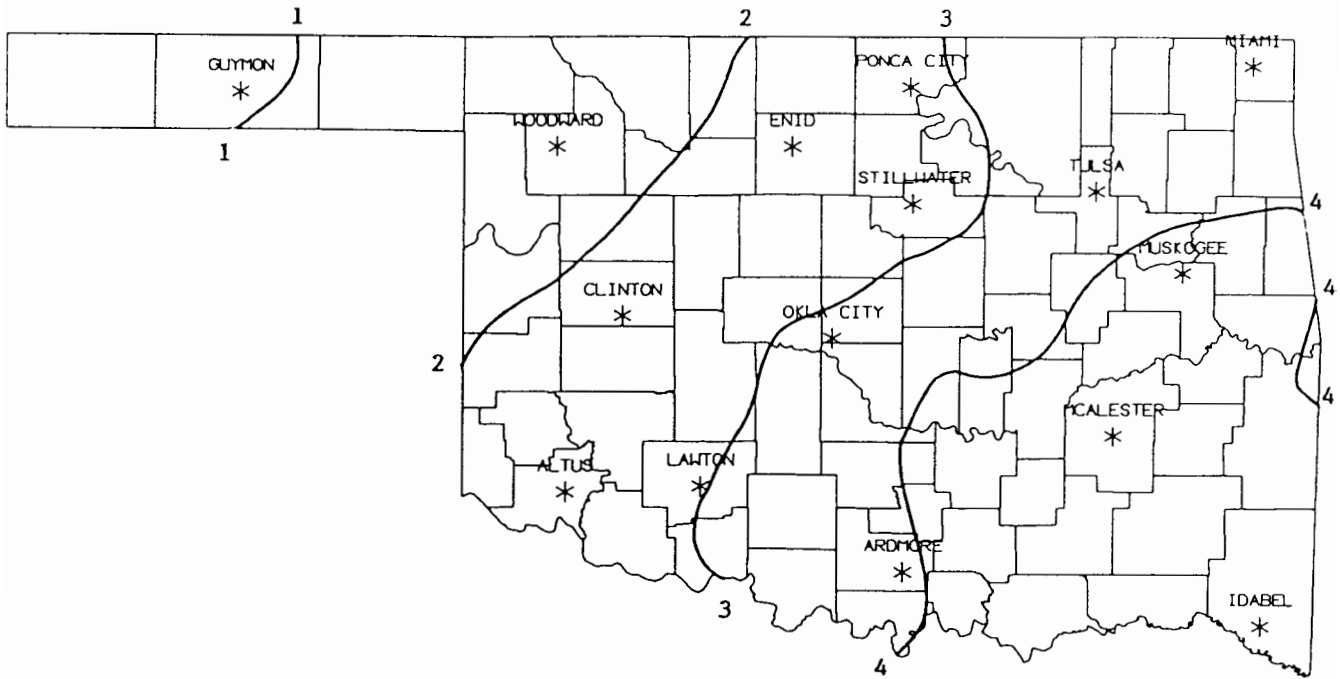 1 2 3
MIAMI
GUYMON PONCA CITY
WOODWARD ENID
TULSA
STILLWATER
4
MUSKOGEE
CLINTON 4
OKLA CITY
1
2
4
MCALESTER
ALTUS LAWTON
ARDMORE
IDABEL
3
4